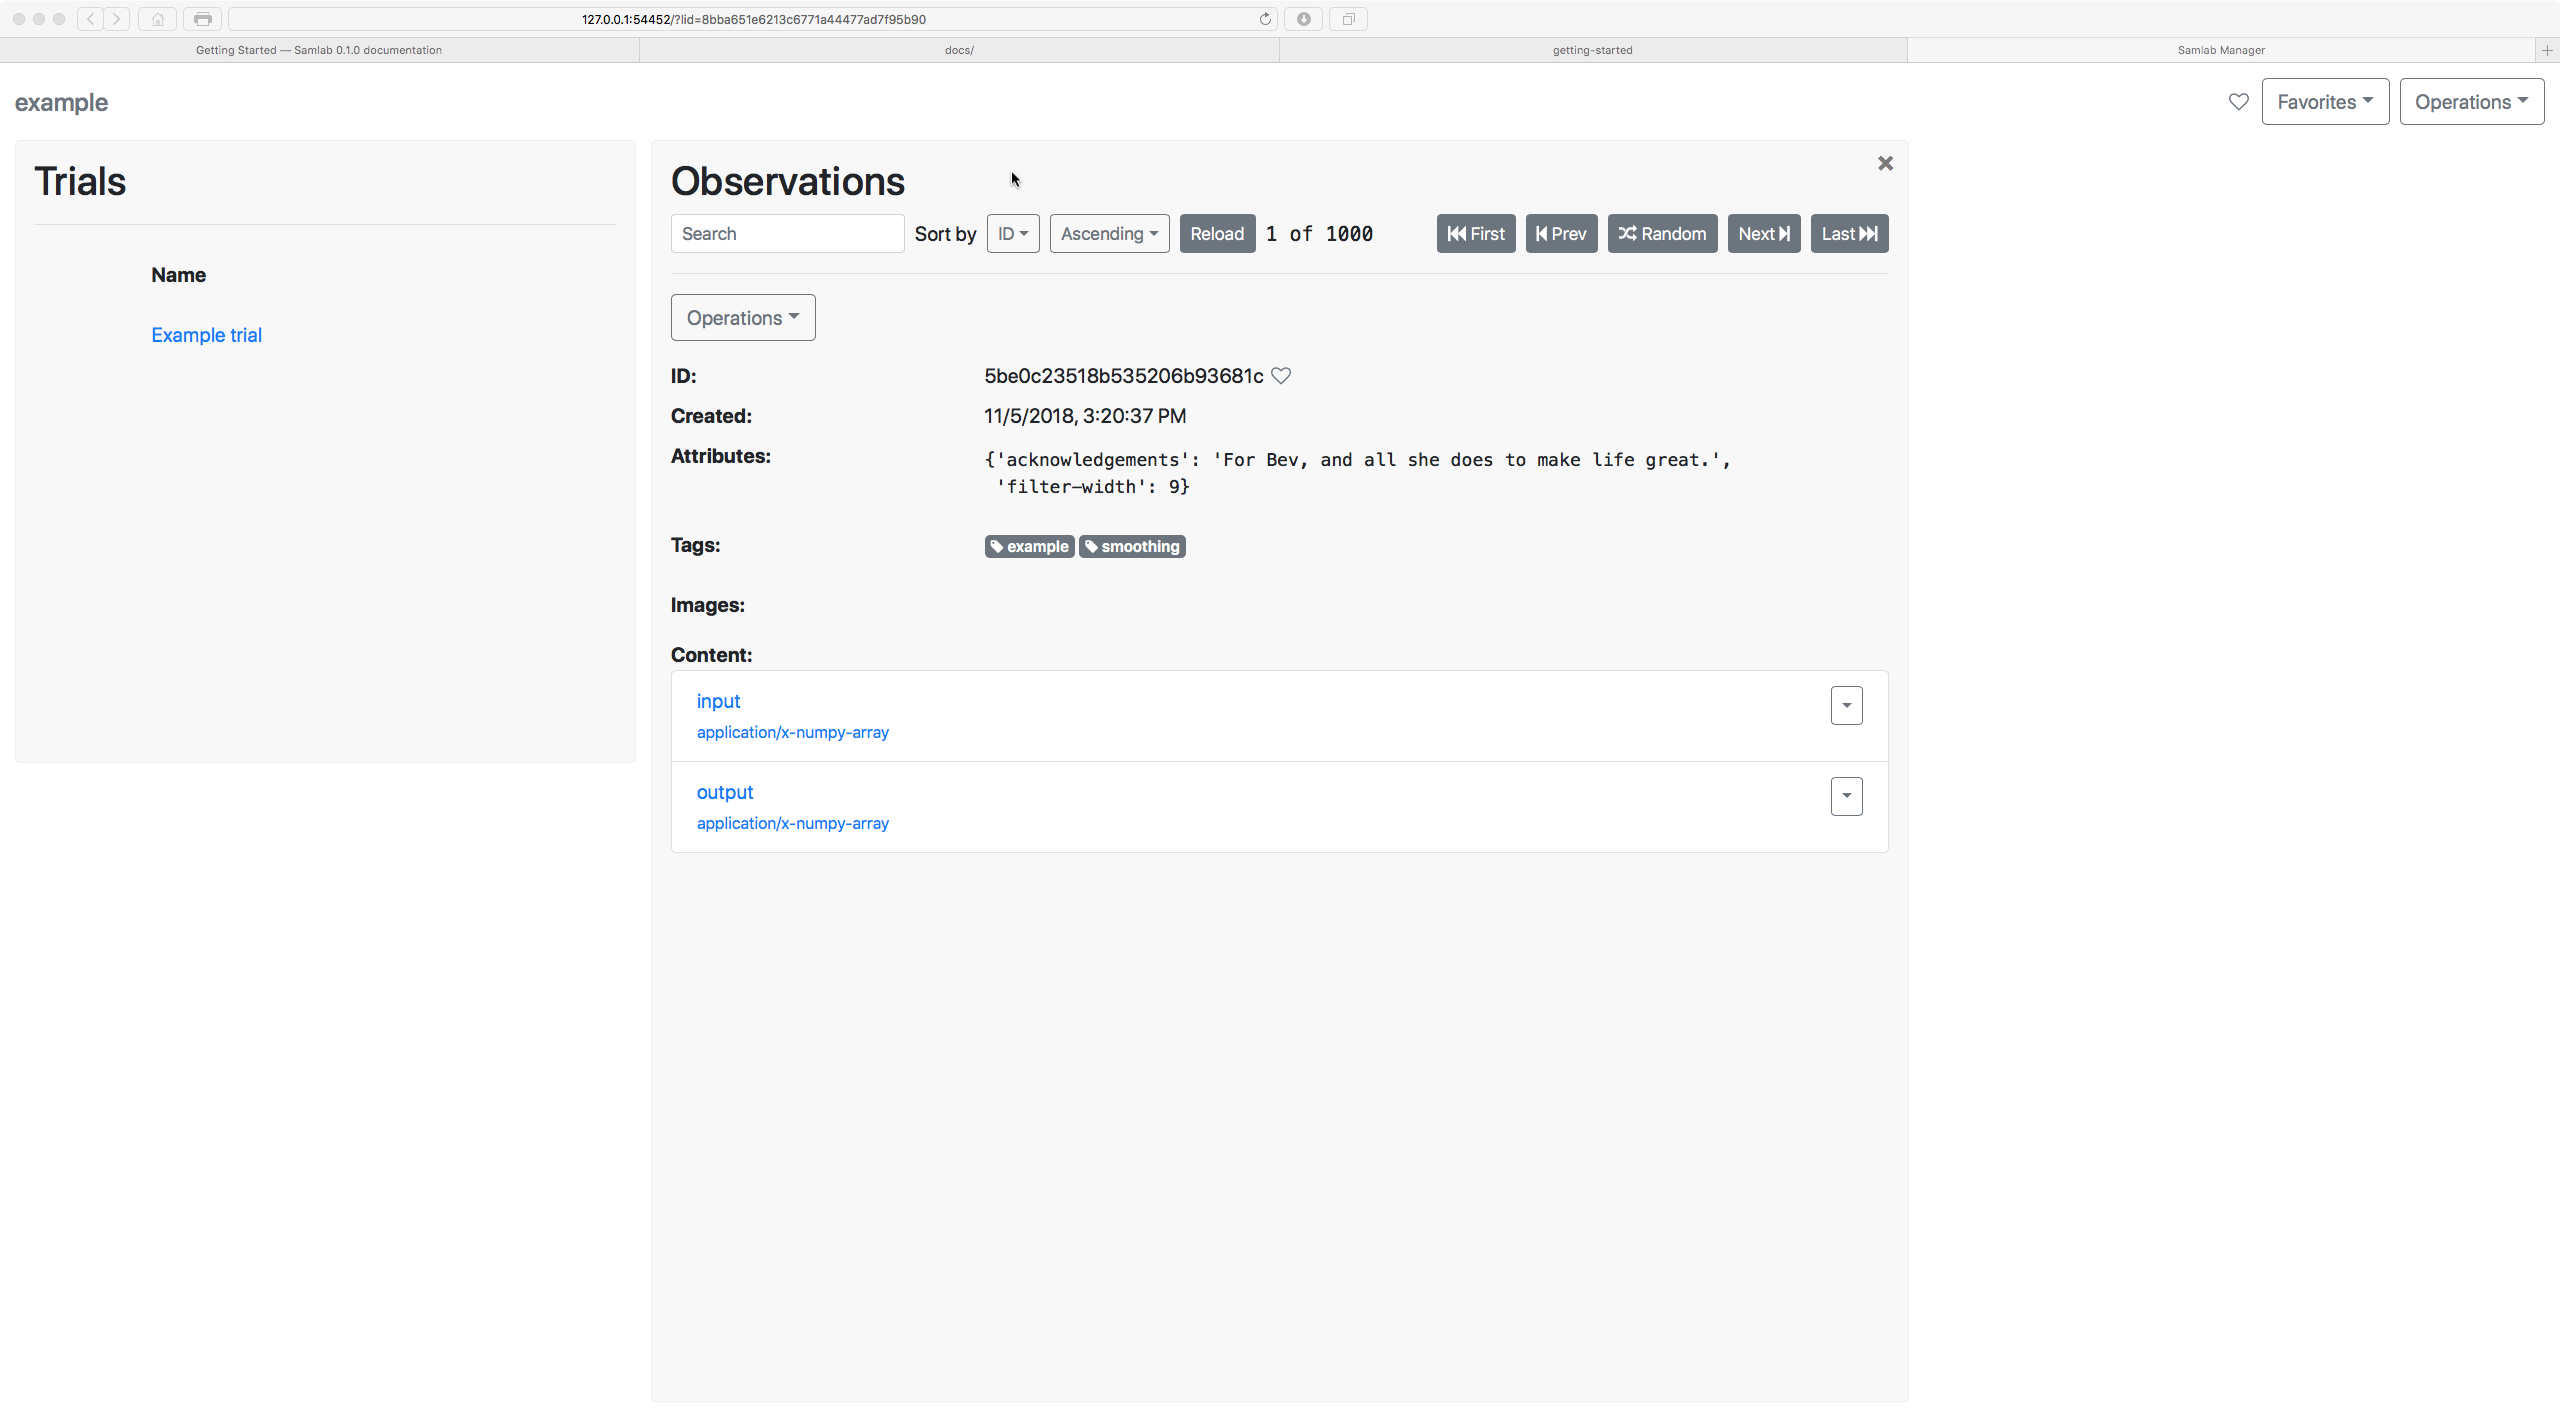 127.0.0.1:54452/?lid=8bba651e6213c6771a44477ad7f95b90
Getting Started — Samlab 0.1.0 documentation
docs/
getting-started
Samlab Manager
example
Favorites
Operations
Trials
Name
Example trial
Observations
Search
Sort by
ID
Ascending
Reload
1 of 1000
First
Prev
Random
Next
Last
Operations
ID:
5be0c23518b535206b93681c
Created:
11/5/2018, 3:20:37 PM
Attributes:
{'acknowledgements': 'For Bev, and all she does to make life great.',
'filter-width': 9}
Tags:
example
smoothing
Images:
Content:
input
application/x-numpy-array
output
application/x-numpy-array